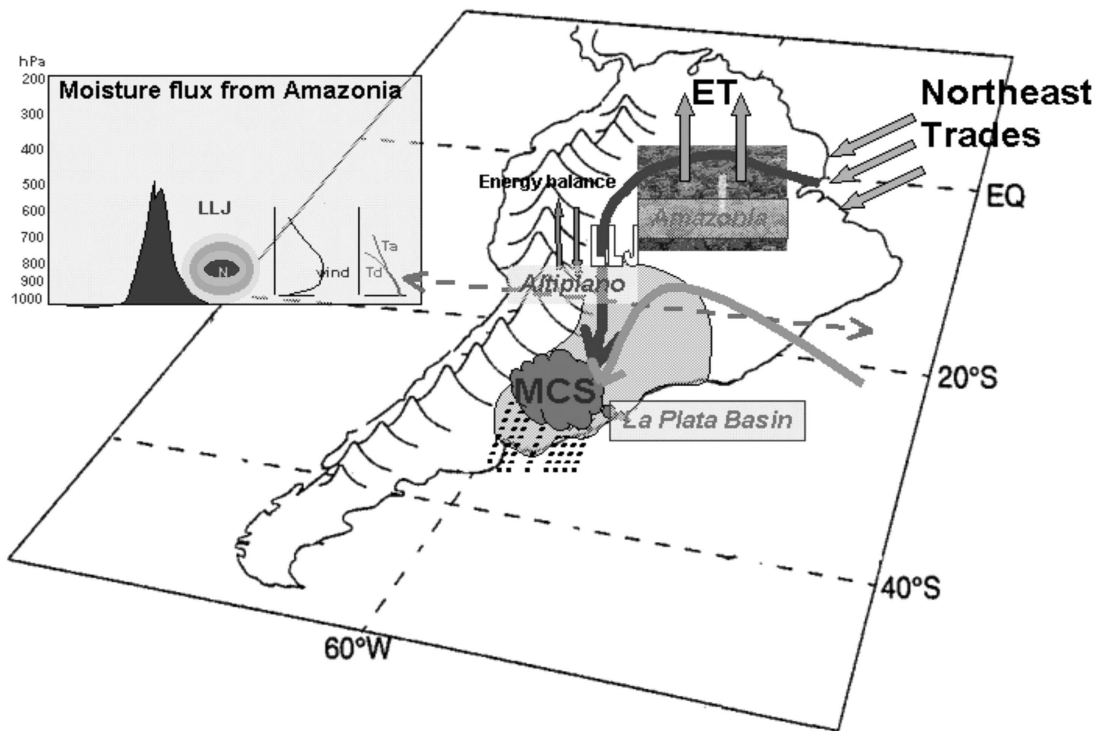 hPa
200
300
400
500
600
700
800
900
1000
Moisture flux from Amazonia
LLJ
N
wind
Ta
Td
ET
Northeast
Trades
EQ
Energy balance
Amazonia
LLJ
Altiplano
20°S
MCS
La Plata Basin
40°S
60°W